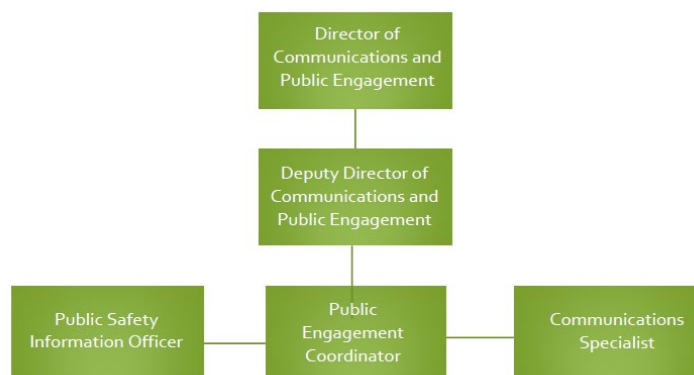 Director of
Communications and
Public Engagement
Deputy Director of
Communications and
Public Engagement
Public Safety
Information Officer
Public
Engagement
Coordinator
Communications
Specialist